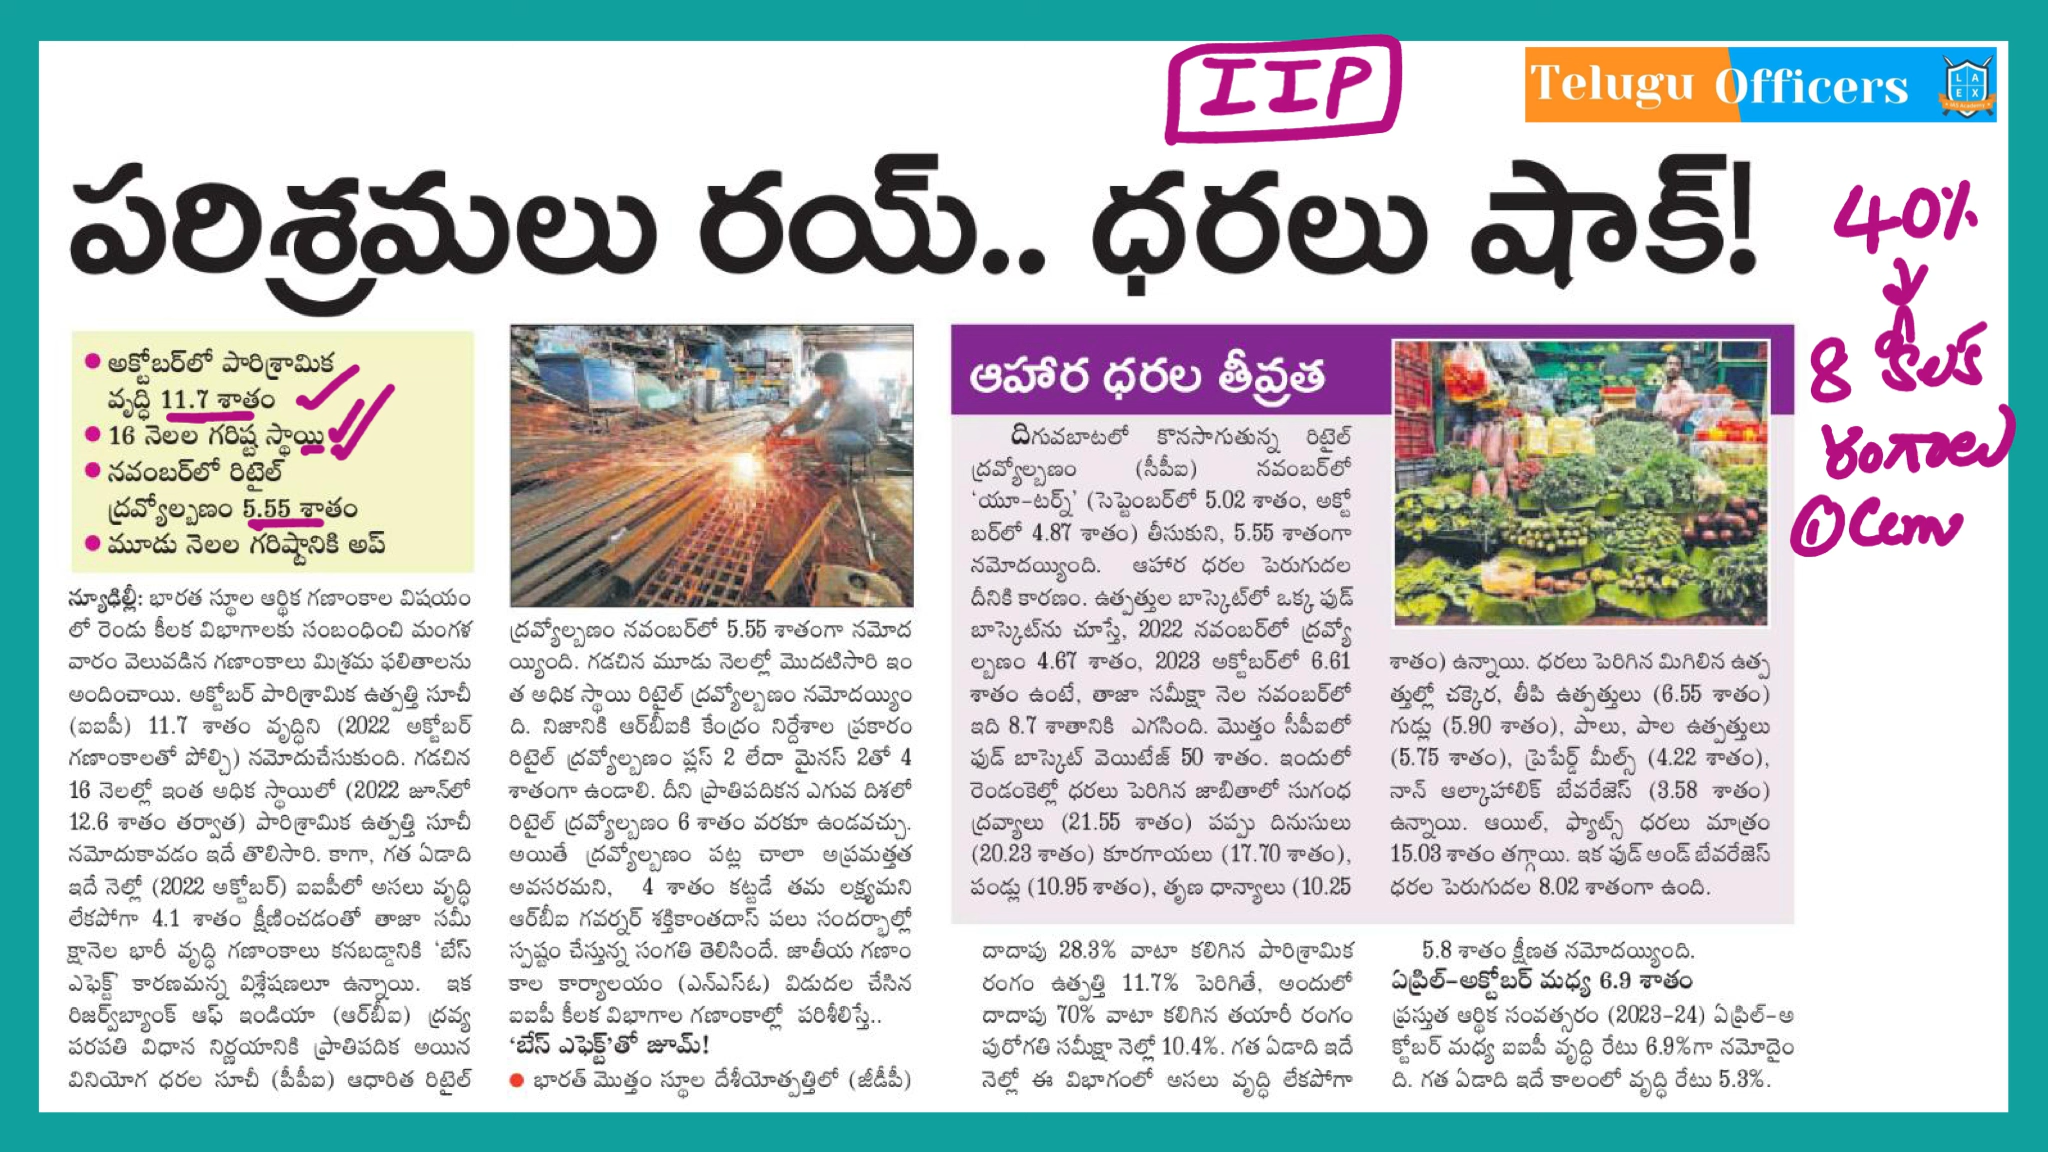 IIP
Telugu Officers
L A
E X
IAS Academy
పరిశ్రమలు రయ్.. ధరలు షాక్!
40%
8 కీలక
రంగాలు
① Cem
● అక్టోబర్‌లో పారిశ్రామిక
వృద్ధి 11.7 శాతం
● 16 నెలల గరిష్ట స్థాయి
● నవంబర్‌లో రిటైల్
ద్రవ్యోల్బణం 5.55 శాతం
● మూడు నెలల గరిష్టానికి అప్
న్యూఢిల్లీ: భారత స్థూల ఆర్థిక గణాంకాల విషయం
లో రెండు కీలక విభాగాలకు సంబంధించి మంగళ
వారం వెలువడిన గణాంకాలు మిశ్రమ ఫలితాలను
అందించాయి. అక్టోబర్ పారిశ్రామిక ఉత్పత్తి సూచీ
(ఐఐపీ) 11.7 శాతం వృద్ధిని (2022 అక్టోబర్
గణాంకాలతో పోల్చి) నమోదుచేసుకుంది. గడచిన
16 నెలల్లో ఇంత అధిక స్థాయిలో (2022 జూన్‌లో
12.6 శాతం తర్వాత) పారిశ్రామిక ఉత్పత్తి సూచీ
నమోదుకావడం ఇదే తొలిసారి. కాగా, గత ఏడాది
ఇదే నెల్లో (2022 అక్టోబర్) ఐఐపీలో అసలు వృద్ధి
లేకపోగా 4.1 శాతం క్షీణించడంతో తాజా సమీ
క్షానెల భారీ వృద్ధి గణాంకాలు కనబడ్డానికి ‘బేస్
ఎఫెక్ట్’ కారణమన్న విశ్లేషణలూ ఉన్నాయి. ఇక
రిజర్వ్‌బ్యాంక్ ఆఫ్ ఇండియా (ఆర్‌బీఐ) ద్రవ్య
పరపతి విధాన నిర్ణయానికి ప్రాతిపదిక అయిన
వినియోగ ధరల సూచీ (పీపీఐ) ఆధారిత రిటైల్
ద్రవ్యోల్బణం నవంబర్‌లో 5.55 శాతంగా నమోద
య్యింది. గడచిన మూడు నెలల్లో మొదటిసారి ఇం
త అధిక స్థాయి రిటైల్ ద్రవ్యోల్బణం నమోదయ్యిం
ది. నిజానికి ఆర్‌బీఐకి కేంద్రం నిర్దేశాల ప్రకారం
రిటైల్ ద్రవ్యోల్బణం ప్లస్ 2 లేదా మైనస్ 2తో 4
శాతంగా ఉండాలి. దీని ప్రాతిపదికన ఎగువ దిశలో
రిటైల్ ద్రవ్యోల్బణం 6 శాతం వరకూ ఉండవచ్చు.
అయితే ద్రవ్యోల్బణం పట్ల చాలా అప్రమత్తత
అవసరమని, 4 శాతం కట్టడే తమ లక్ష్యమని
ఆర్‌బీఐ గవర్నర్ శక్తికాంతదాస్ పలు సందర్భాల్లో
స్పష్టం చేస్తున్న సంగతి తెలిసిందే. జాతీయ గణాం
కాల కార్యాలయం (ఎన్‌ఎస్‌ఓ) విడుదల చేసిన
ఐఐపీ కీలక విభాగాల గణాంకాల్లో పరిశీలిస్తే..
‘బేస్ ఎఫెక్ట్’తో జూమ్!
● భారత్ మొత్తం స్థూల దేశీయోత్పత్తిలో (జీడీపీ)
ఆహార ధరల తీవ్రత
దిగువబాటలో కొనసాగుతున్న రిటైల్
ద్రవ్యోల్బణం (సీపీఐ) నవంబర్‌లో
‘యూ–టర్న్’ (సెప్టెంబర్‌లో 5.02 శాతం, అక్టో
బర్‌లో 4.87 శాతం) తీసుకుని, 5.55 శాతంగా
నమోదయ్యింది. ఆహార ధరల పెరుగుదల
దీనికి కారణం. ఉత్పత్తుల బాస్కెట్‌లో ఒక్క ఫుడ్
బాస్కెట్‌ను చూస్తే, 2022 నవంబర్‌లో ద్రవ్యో
ల్బణం 4.67 శాతం, 2023 అక్టోబర్‌లో 6.61
శాతం ఉంటే, తాజా సమీక్షా నెల నవంబర్‌లో
ఇది 8.7 శాతానికి ఎగసింది. మొత్తం సీపీఐలో
ఫుడ్ బాస్కెట్ వెయిటేజ్ 50 శాతం. ఇందులో
రెండంకెల్లో ధరలు పెరిగిన జాబితాలో సుగంధ
ద్రవ్యాలు (21.55 శాతం) పప్పు దినుసులు
(20.23 శాతం) కూరగాయలు (17.70 శాతం),
పండ్లు (10.95 శాతం), తృణ ధాన్యాలు (10.25
శాతం) ఉన్నాయి. ధరలు పెరిగిన మిగిలిన ఉత్ప
త్తుల్లో చక్కెర, తీపి ఉత్పత్తులు (6.55 శాతం)
గుడ్లు (5.90 శాతం), పాలు, పాల ఉత్పత్తులు
(5.75 శాతం), ప్రిపేర్డ్ మీల్స్ (4.22 శాతం),
నాన్ ఆల్కాహాలిక్ బేవరేజెస్ (3.58 శాతం)
ఉన్నాయి. ఆయిల్, ఫ్యాట్స్ ధరలు మాత్రం
15.03 శాతం తగ్గాయి. ఇక ఫుడ్ అండ్ బేవరేజెస్
ధరల పెరుగుదల 8.02 శాతంగా ఉంది.
దాదాపు 28.3% వాటా కలిగిన పారిశ్రామిక
రంగం ఉత్పత్తి 11.7% పెరిగితే, అందులో
దాదాపు 70% వాటా కలిగిన తయారీ రంగం
పురోగతి సమీక్షా నెల్లో 10.4%. గత ఏడాది ఇదే
నెల్లో ఈ విభాగంలో అసలు వృద్ధి లేకపోగా
5.8 శాతం క్షీణత నమోదయ్యింది.
ఏప్రిల్–అక్టోబర్ మధ్య 6.9 శాతం
ప్రస్తుత ఆర్థిక సంవత్సరం (2023–24) ఏప్రిల్–అ
క్టోబర్ మధ్య ఐఐపీ వృద్ధి రేటు 6.9%గా నమోదైం
ది. గత ఏడాది ఇదే కాలంలో వృద్ధి రేటు 5.3%.